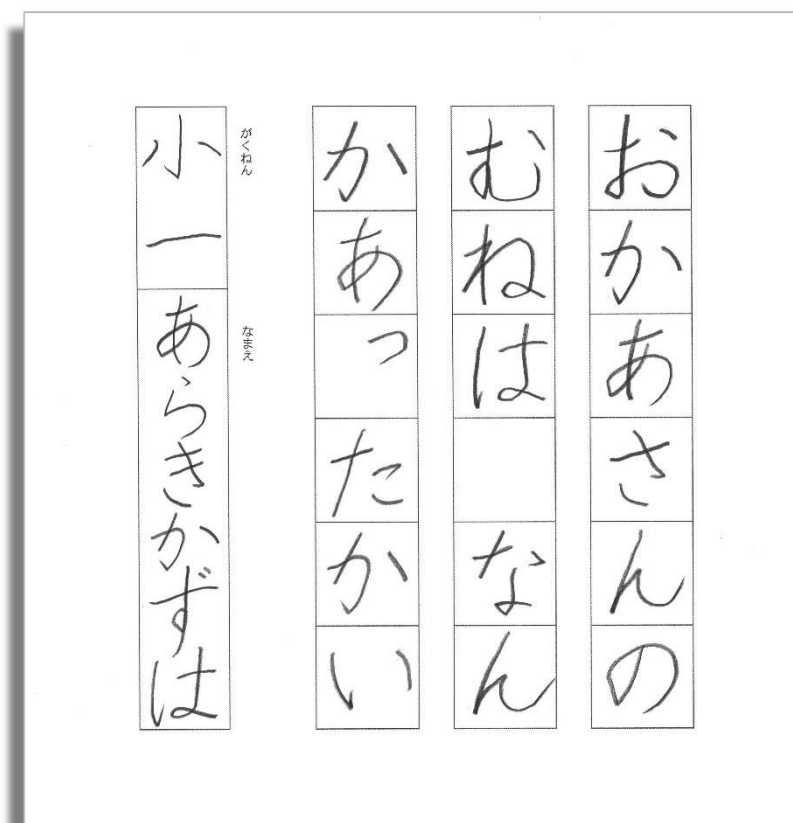 おかあさんの
むねは なん
かあったかい
がくねん
小一
なまえ
あらきかずは